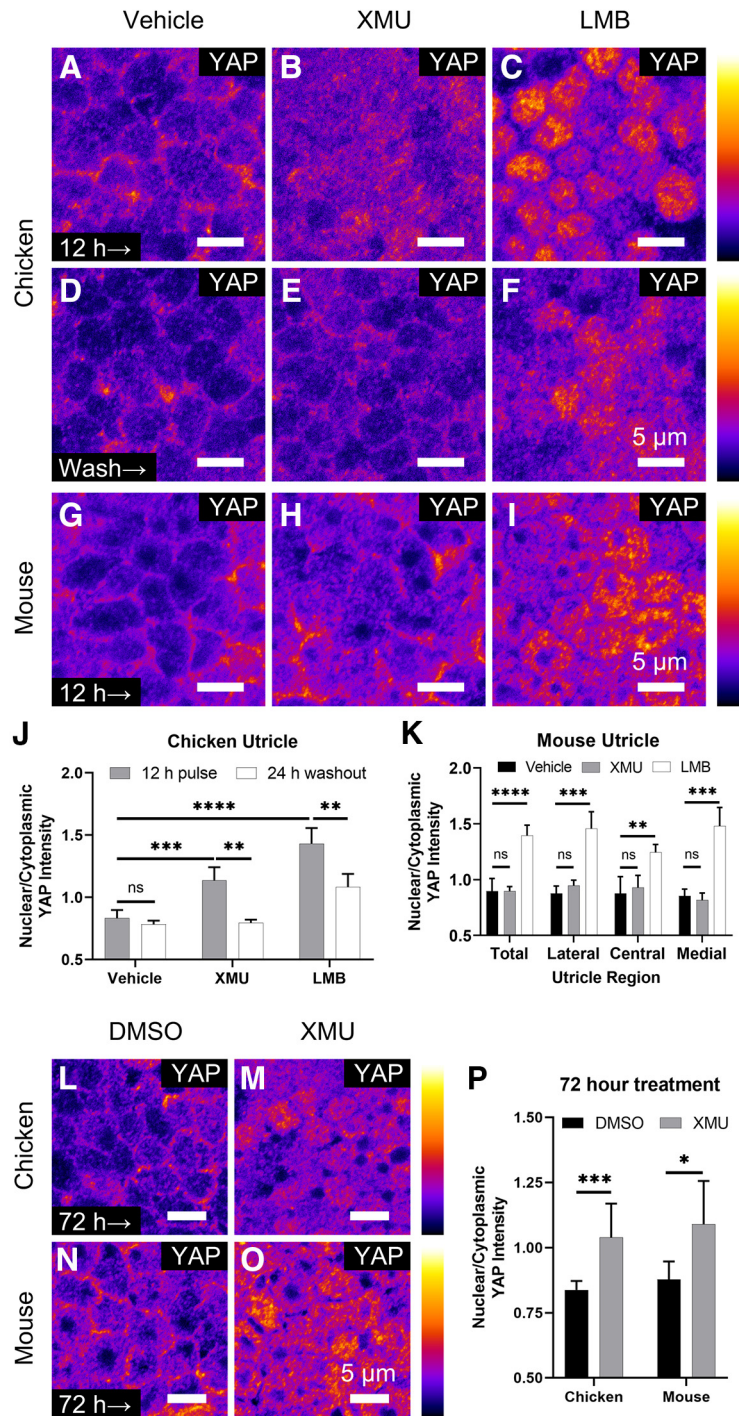 Vehicle XMU LMB
Chicken
A YAP B YAP C YAP
12 h→
D YAP E YAP F YAP
Wash→ 5 µm
Mouse
G YAP H YAP I YAP
12 h→ 5 µm
J
Chicken Utricle
12 h pulse 24 h washout
Nuclear/Cytoplasmic
YAP Intensity
2.0
1.5
1.0
0.5
ns
***
****
**
**
Vehicle XMU LMB
K
Mouse Utricle
Vehicle XMU LMB
Nuclear/Cytoplasmic
YAP Intensity
2.0
1.5
1.0
0.5
**** *** ** ***
ns ns ns ns
Total Lateral Central Medial
Utricle Region
DMSO XMU
Chicken
L YAP M YAP
72 h→
Mouse
N YAP O YAP
72 h→ 5 µm
P
72 hour treatment
DMSO XMU
Nuclear/Cytoplasmic
YAP Intensity
1.50
1.25
1.00
0.75
0.50
*** *
Chicken Mouse